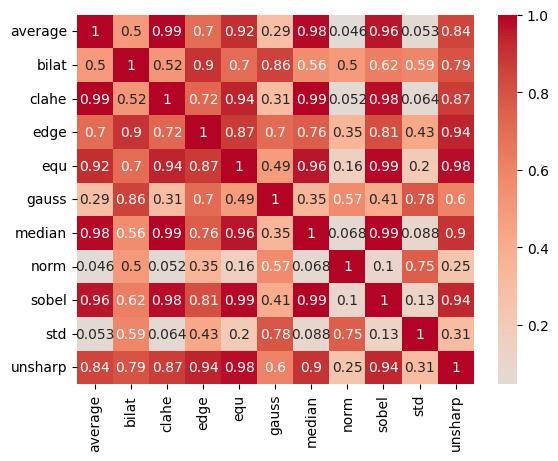 average 1 0.5 0.99 0.7 0.92 0.29 0.98 0.046 0.96 0.053 0.84
bilat 0.5 1 0.52 0.9 0.7 0.86 0.56 0.5 0.62 0.59 0.79
clahe 0.99 0.52 1 0.72 0.94 0.31 0.99 0.052 0.98 0.064 0.87
edge 0.7 0.9 0.72 1 0.87 0.7 0.76 0.35 0.81 0.43 0.94
equ 0.92 0.7 0.94 0.87 1 0.49 0.96 0.16 0.99 0.2 0.98
gauss 0.29 0.86 0.31 0.7 0.49 1 0.35 0.57 0.41 0.78 0.6
median 0.98 0.56 0.99 0.76 0.96 0.35 1 0.068 0.99 0.088 0.9
norm 0.046 0.5 0.052 0.35 0.16 0.57 0.068 1 0.1 0.75 0.25
sobel 0.96 0.62 0.98 0.81 0.99 0.41 0.99 0.1 1 0.13 0.94
std 0.053 0.59 0.064 0.43 0.2 0.78 0.088 0.75 0.13 1 0.31
unsharp 0.84 0.79 0.87 0.94 0.98 0.6 0.9 0.25 0.94 0.31 1
average bilat clahe edge equ gauss median norm sobel std unsharp
1.0
0.8
0.6
0.4
0.2